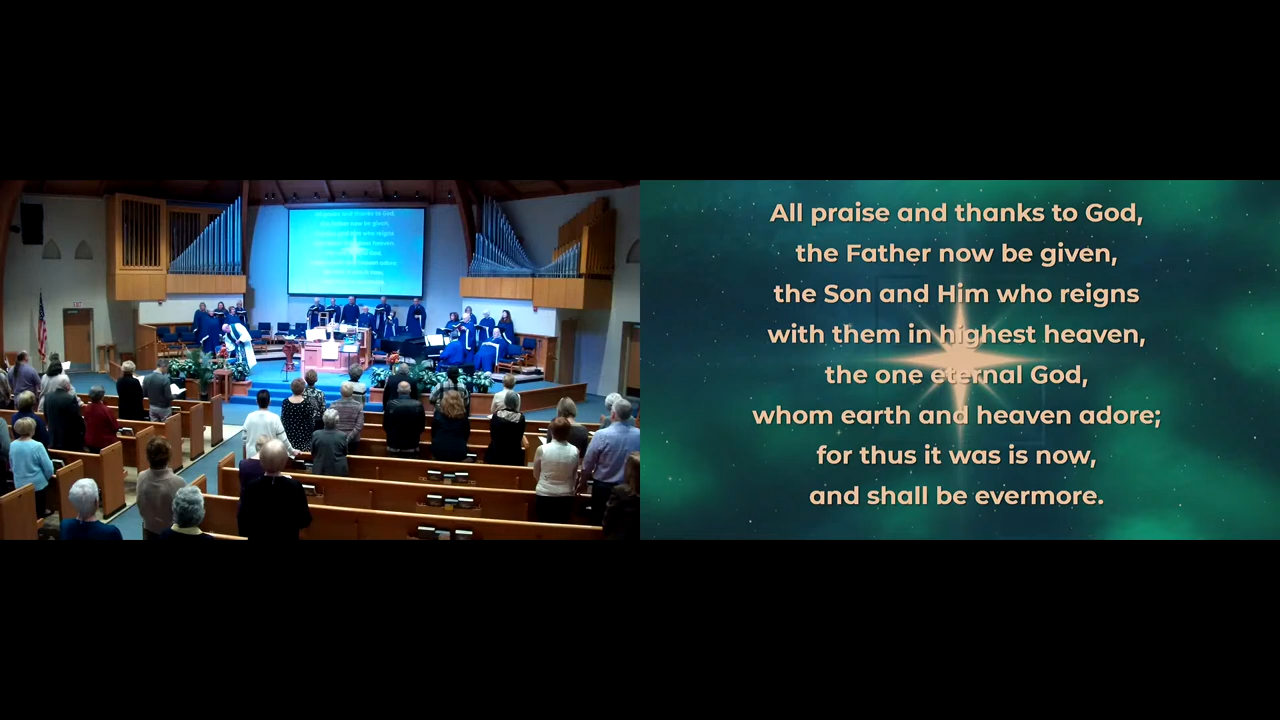 All praise and thanks to God,
the Father now be given,
the Son and Him who reigns
with them in highest heaven,
the one eternal God,
whom earth and heaven adore;
for thus it was is now,
and shall be evermore.